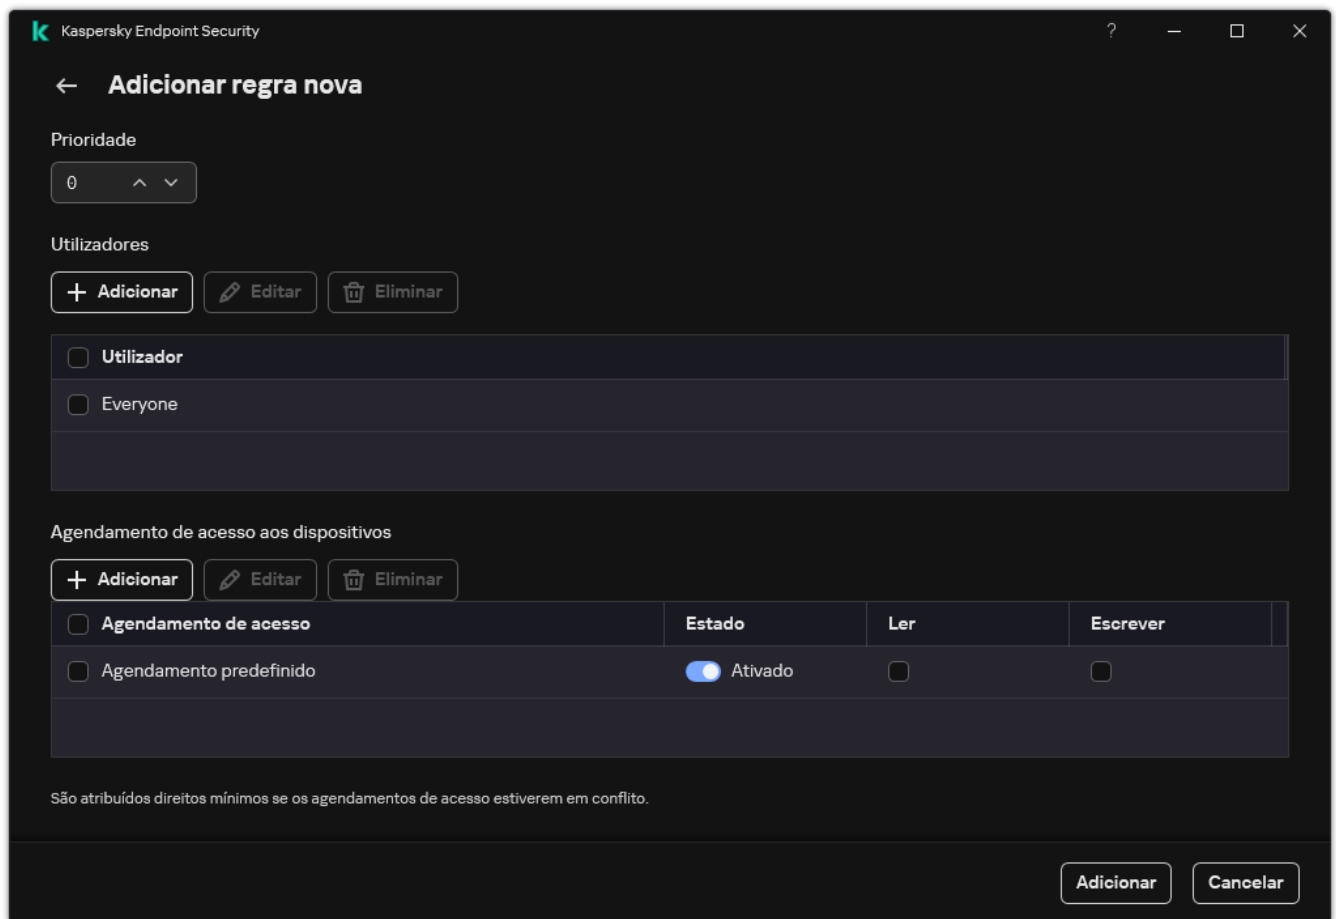 Kaspersky Endpoint Security ?
Adicionar regra nova
Prioridade
0
Utilizadores
Adicionar Editar Eliminar
Utilizador
Everyone
Agendamento de acesso aos dispositivos
Adicionar Editar Eliminar
Agendamento de acesso Estado Ler Escrever
Agendamento predefinido Ativado
São atribuídos direitos mínimos se os agendamentos de acesso estiverem em conflito.
Adicionar Cancelar